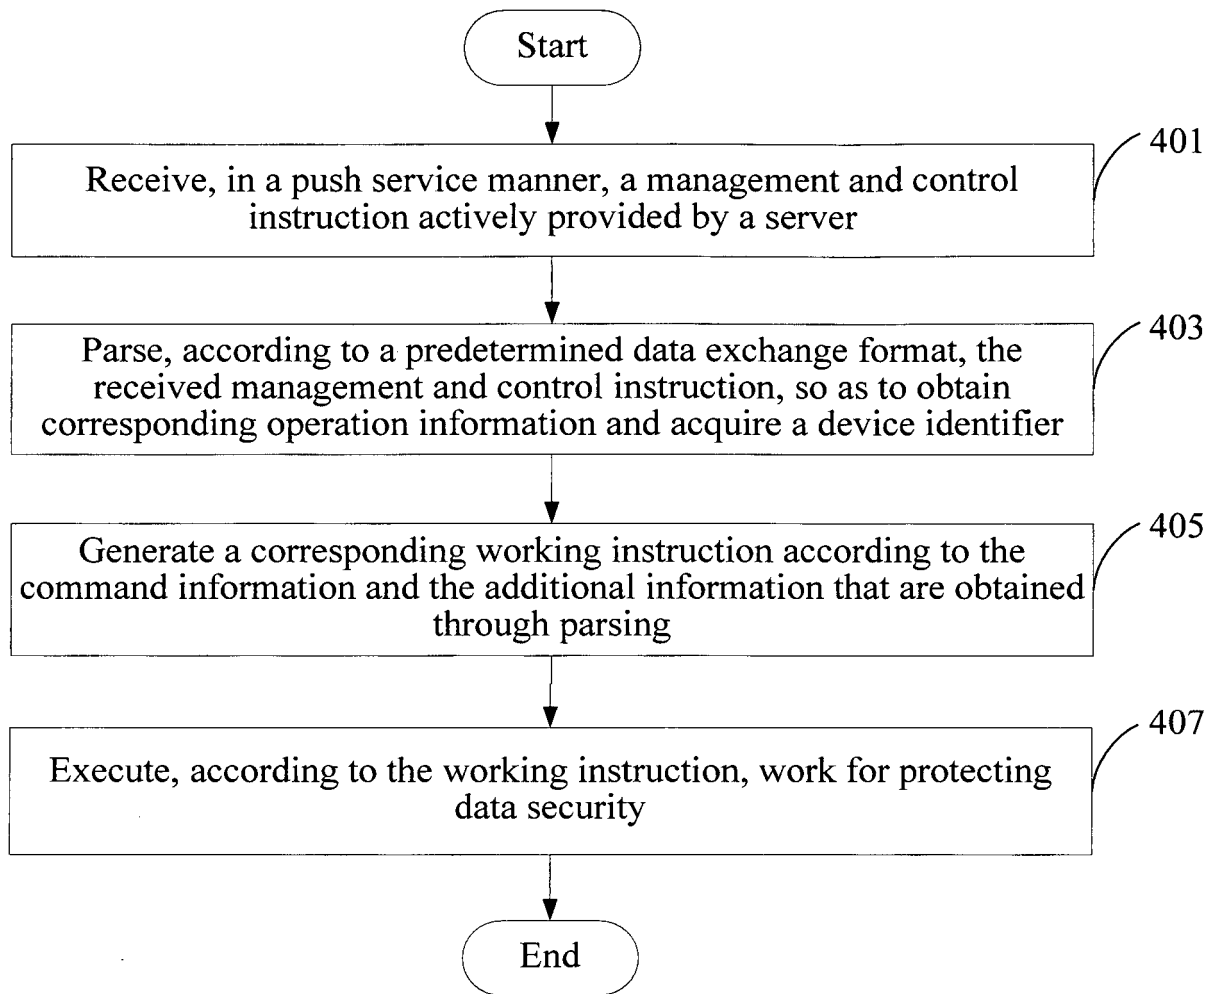 Start
401
Receive, in a push service manner, a management and control
instruction actively provided by a server
403
Parse, according to a predetermined data exchange format, the
received management and control instruction, so as to obtain
corresponding operation information and acquire a device identifier
405
Generate a corresponding working instruction according to the
command information and the additional information that are obtained
through parsing
407
Execute, according to the working instruction, work for protecting
data security
End